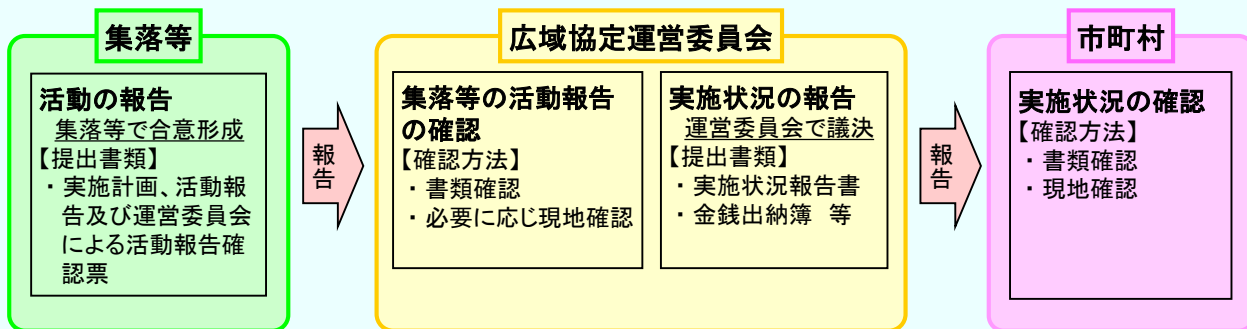 集落等
活動の報告
集落等で合意形成
【提出書類】
・実施計画、活動報
告及び運営委員会
による活動報告確
認票
報告
広域協定運営委員会
集落等の活動報告
の確認
【確認方法】
・書類確認
・必要に応じ現地確認
実施状況の報告
運営委員会で議決
【提出書類】
・実施状況報告書
・金銭出納簿 等
報告
市町村
実施状況の確認
【確認方法】
・書類確認
・現地確認